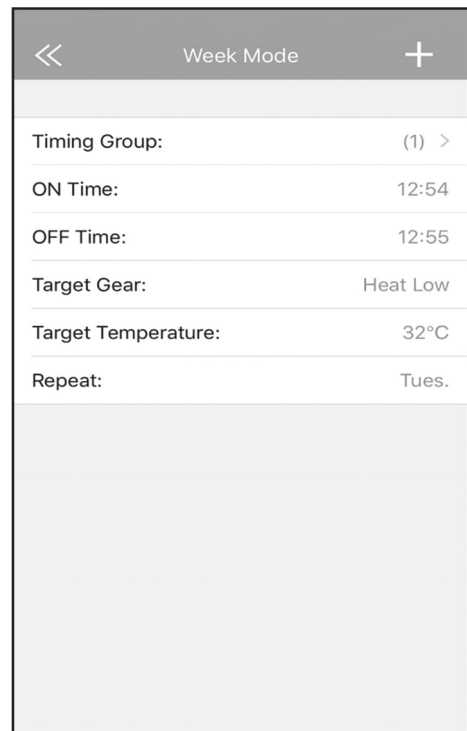 Week Mode
Timing Group: (1)
ON Time: 12:54
OFF Time: 12:55
Target Gear: Heat Low
Target Temperature: 32°C
Repeat: Tues.